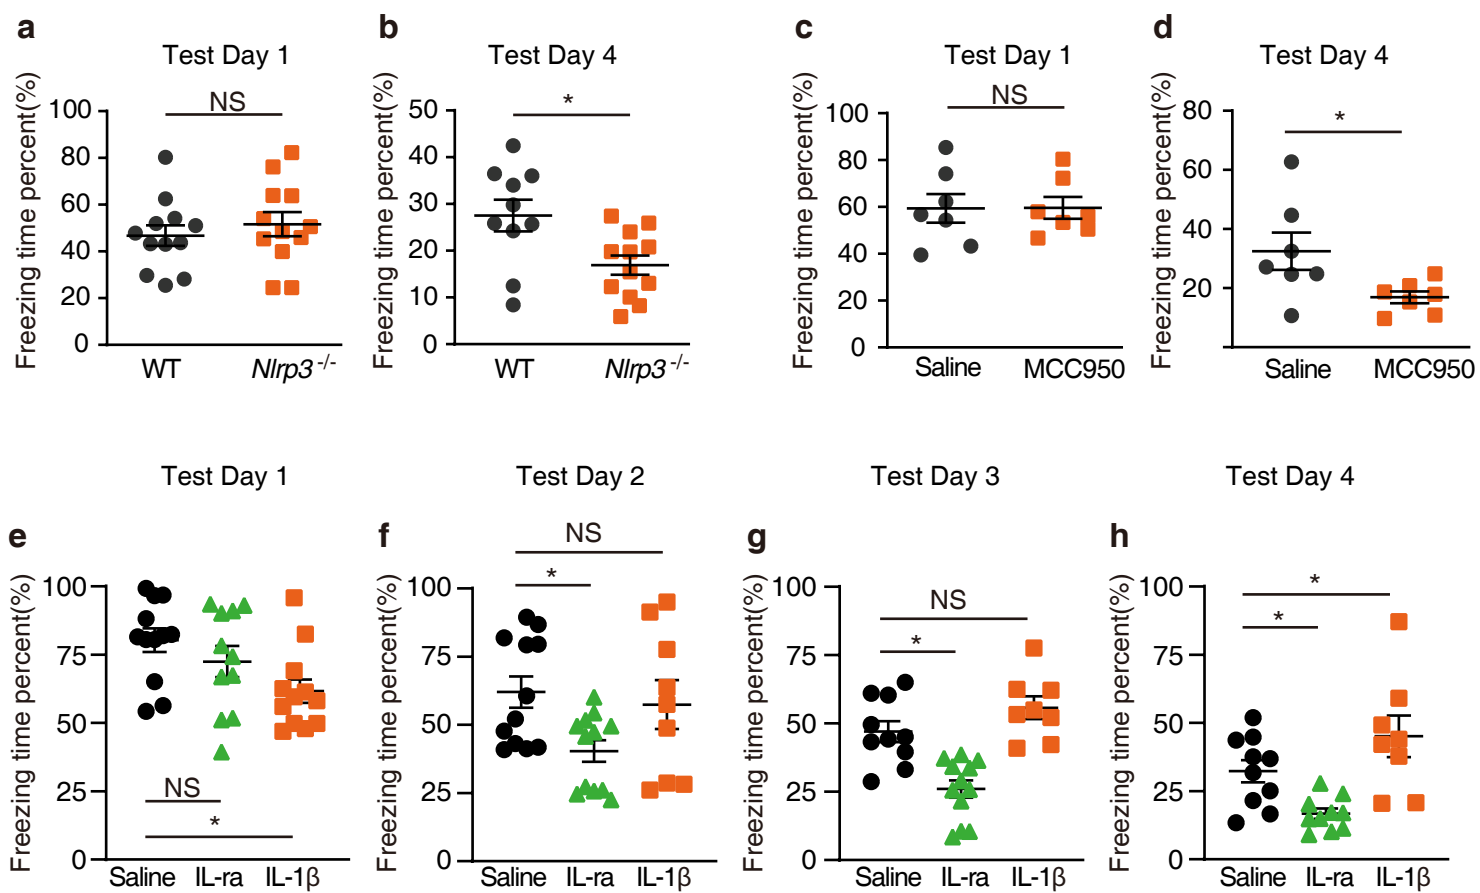 a
Test Day 1
Freezing time percent(%)
NS
100
80
60
40
20
0
WT
Nlrp3 -/-
b
Test Day 4
Freezing time percent(%)
*
50
40
30
20
10
0
WT
Nlrp3 -/-
c
Test Day 1
Freezing time percent(%)
NS
100
80
60
40
20
0
Saline
MCC950
d
Test Day 4
Freezing time percent(%)
*
80
60
40
20
Saline
MCC950
e
Test Day 1
Freezing time percent(%)
100
75
50
25
0
NS
*
Saline
IL-ra
IL-1β
f
Test Day 2
Freezing time percent(%)
NS
*
100
75
50
25
0
Saline
IL-ra
IL-1β
g
Test Day 3
Freezing time percent(%)
NS
*
100
75
50
25
0
Saline
IL-ra
IL-1β
h
Test Day 4
Freezing time percent(%)
*
*
100
75
50
25
0
Saline
IL-ra
IL-1β